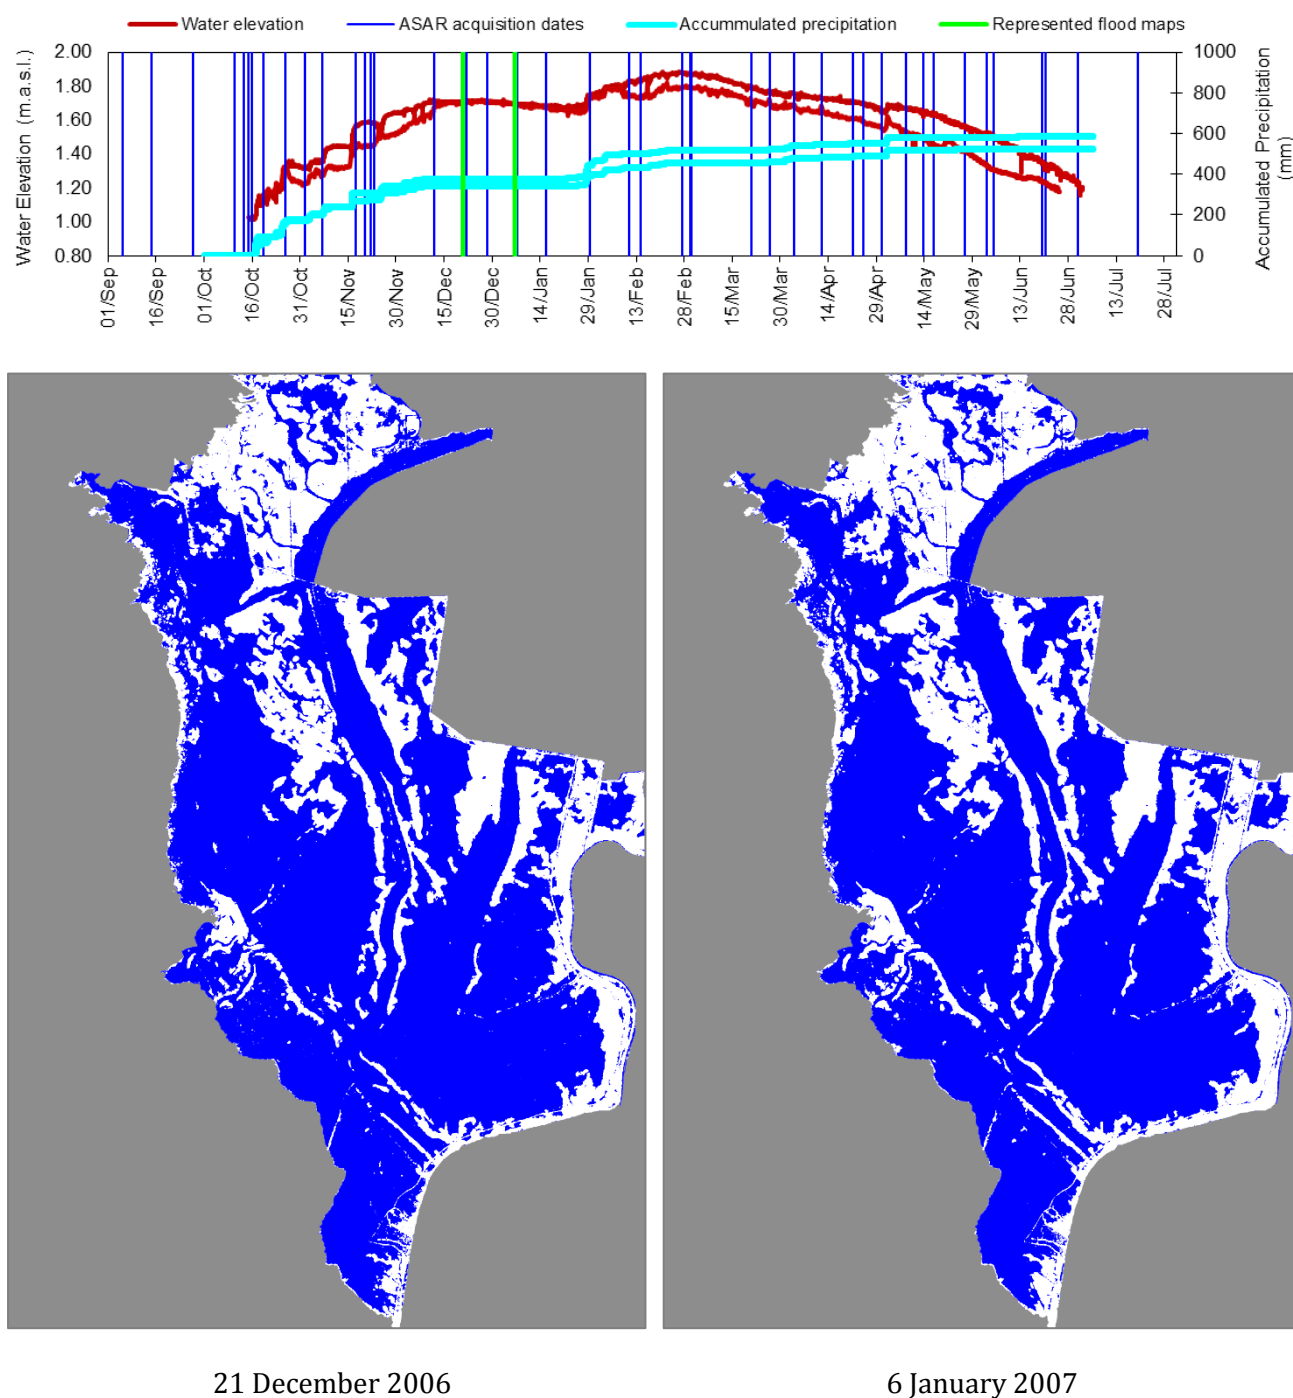 Water elevation ASAR acquisition dates Accummulated precipitation Represented flood maps
Water Elevation (m.a.s.l.)
2.00
1.80
1.60
1.40
1.20
1.00
0.80
1000
800
600
400
200
0
Accumulated Precipitation
(mm)
01/Sep 16/Sep 01/Oct 16/Oct 31/Oct 15/Nov 30/Nov 15/Dec 30/Dec 14/Jan 29/Jan 13/Feb 28/Feb 15/Mar 30/Mar 14/Apr 29/Apr 14/May 29/May 13/Jun 28/Jun 13/Jul 28/Jul
21 December 2006 6 January 2007